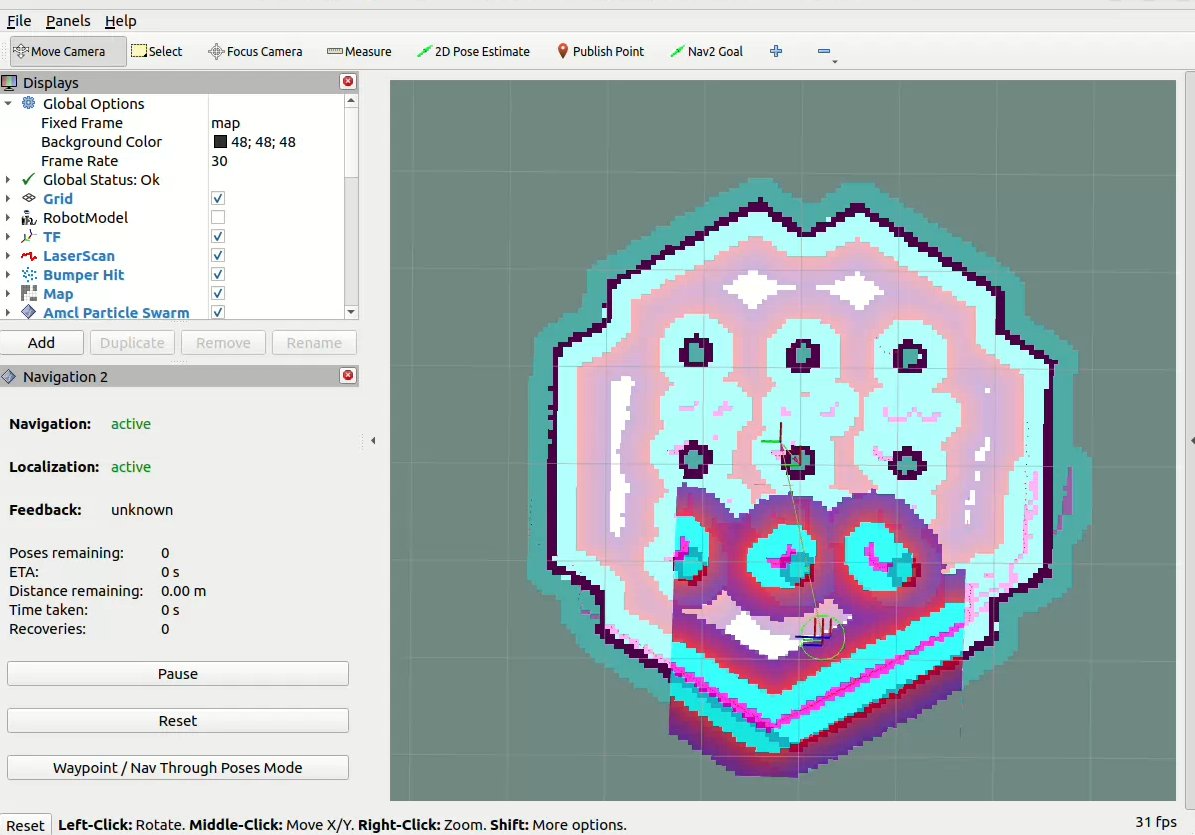 File Panels Help
Move Camera Select Focus Camera Measure 2D Pose Estimate Publish Point Nav2 Goal
Displays
Global Options
Fixed Frame map
Background Color 48; 48; 48
Frame Rate 30
Global Status: Ok
Grid
RobotModel
TF
LaserScan
Bumper Hit
Map
Amcl Particle Swarm
Add Duplicate Remove Rename
Navigation 2
Navigation: active
Localization: active
Feedback: unknown
Poses remaining: 0
ETA: 0 s
Distance remaining: 0.00 m
Time taken: 0 s
Recoveries: 0
Pause
Reset
Waypoint / Nav Through Poses Mode
Reset Left-Click: Rotate. Middle-Click: Move X/Y. Right-Click: Zoom. Shift: More options. 31 fps